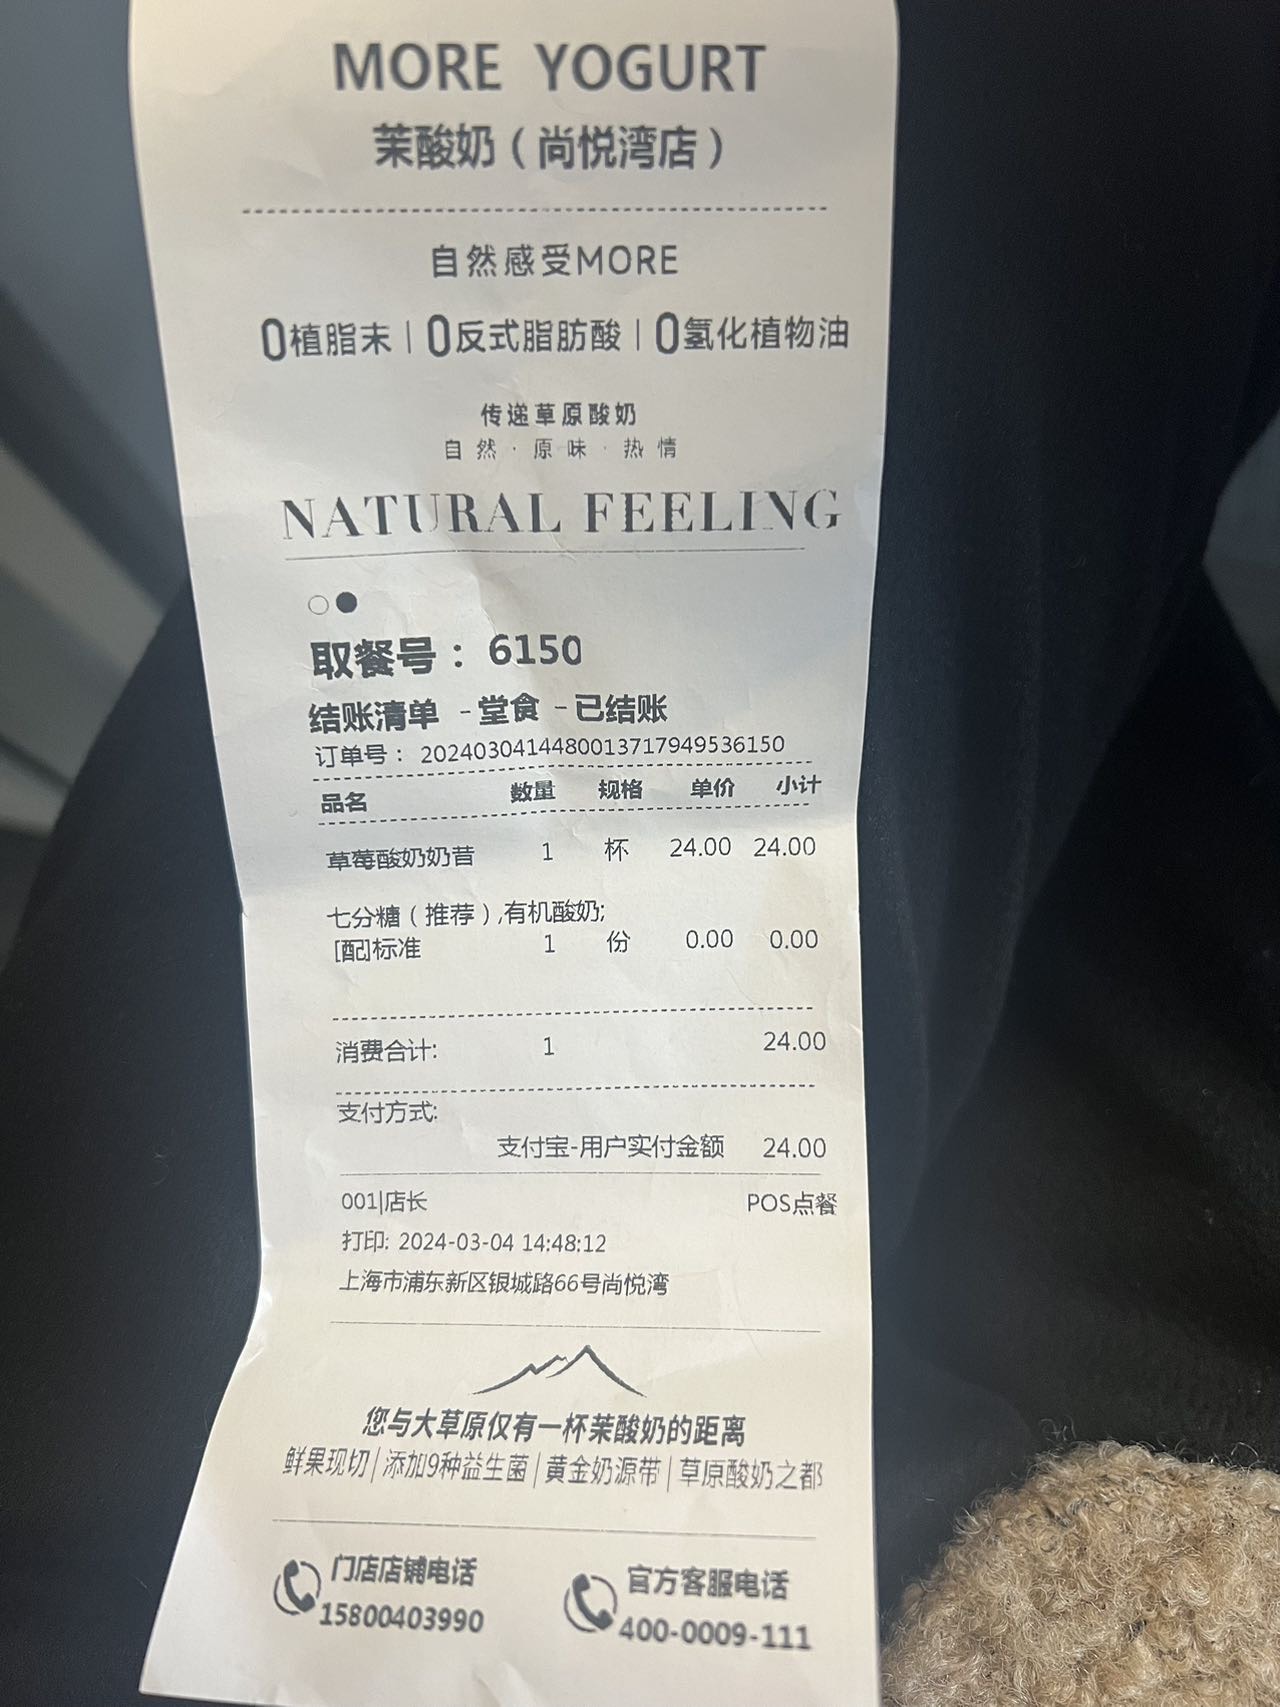 MORE YOGURT
茉酸奶（尚悦湾店）
自然感受MORE
0植脂末｜0反式脂肪酸｜0氢化植物油
传递草原酸奶
自然·原味·热情
NATURAL FEELING
取餐号： 6150
结账清单 -堂食 -已结账
订单号： 20240304144800137179495361​50
品名 数量 规格 单价 小计
草莓酸奶奶昔 1 杯 24.00 24.00
七分糖（推荐）,有机酸奶;
[配]标准 1 份 0.00 0.00
消费合计: 1 24.00
支付方式:
支付宝-用户实付金额 24.00
001|店长 POS点餐
打印: 2024-03-04 14:48:12
上海市浦东新区银城路66号尚悦湾
您与大草原仅有一杯茉酸奶的距离
鲜果现切|添加9种益生菌|黄金奶源带|草原酸奶之都
门店店铺电话 官方客服电话
15800403990 400-0009-111